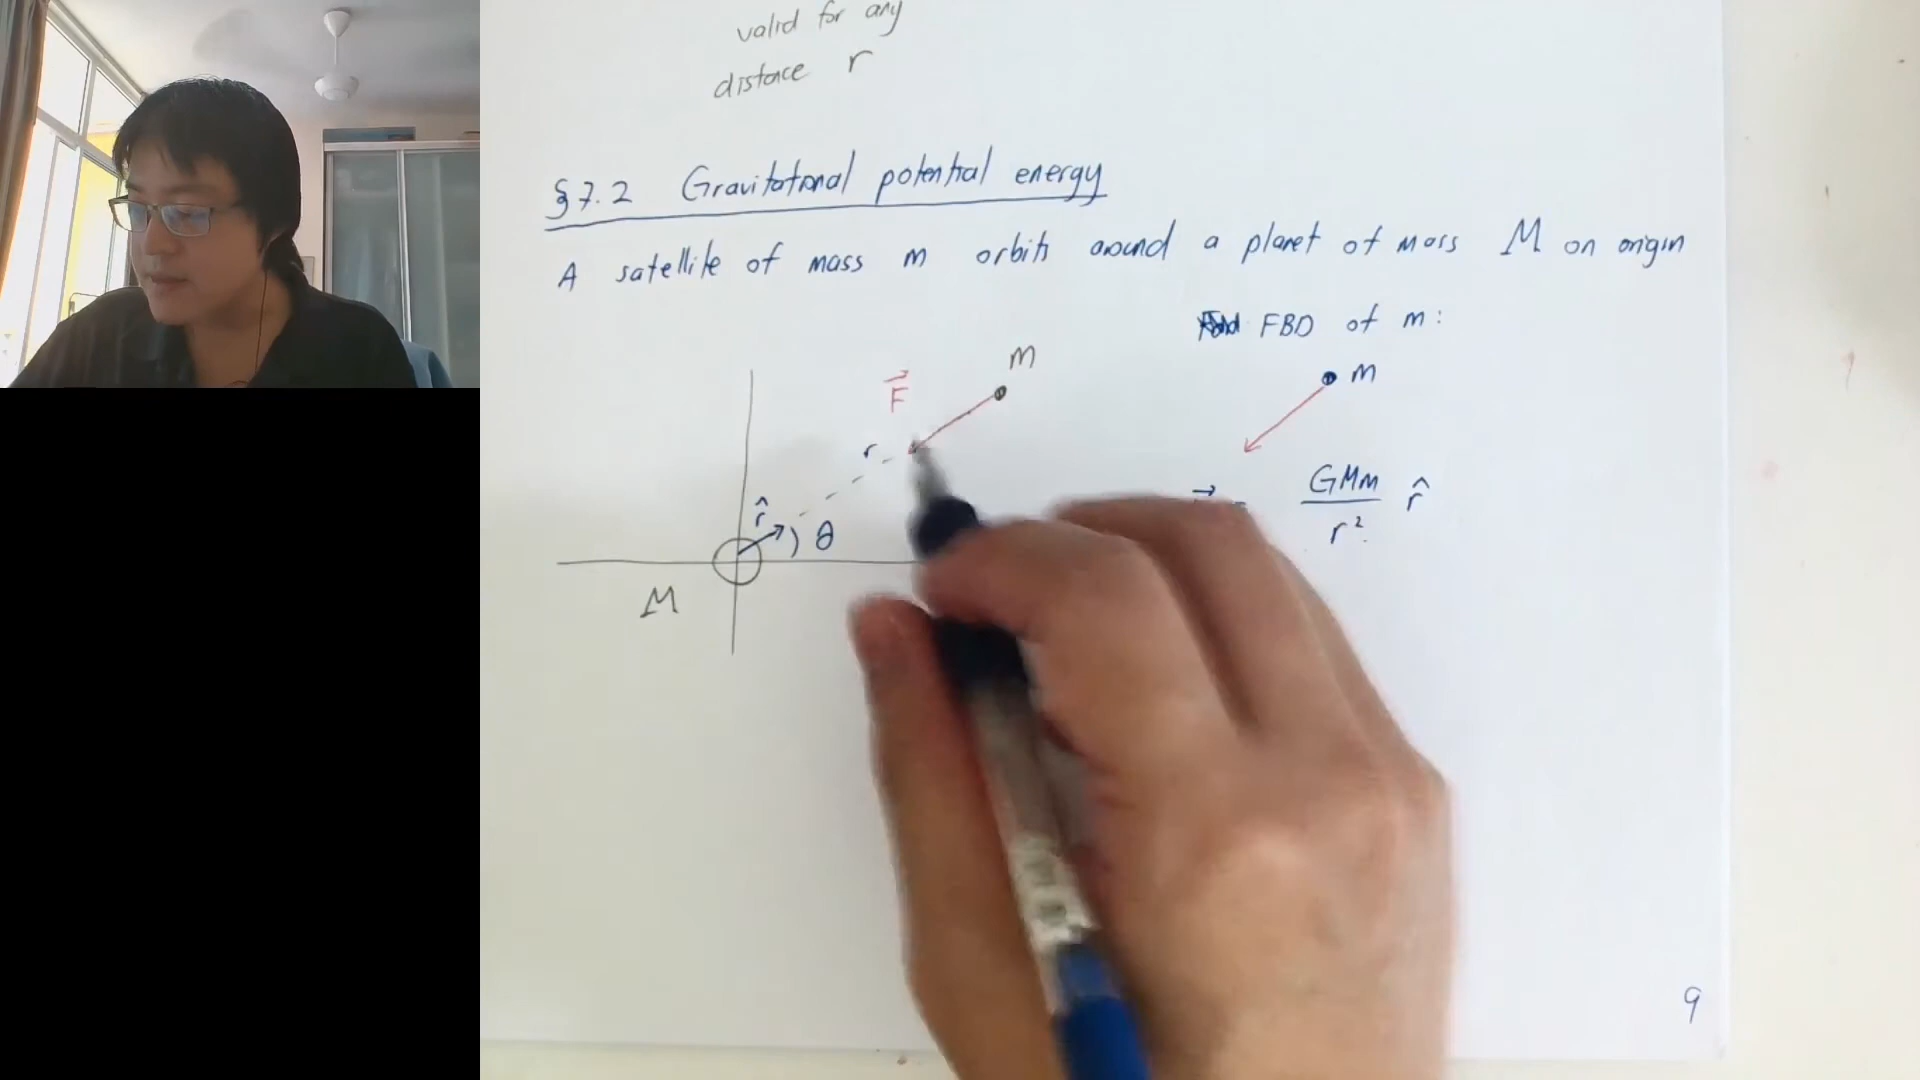 valid for any
distance r
§7.2 Gravitational potential energy
A satellite of mass m orbits around a planet of mass M on origin
FBD of m:
m
F
m
r
r̂
θ
M
GMm
r² r̂
9